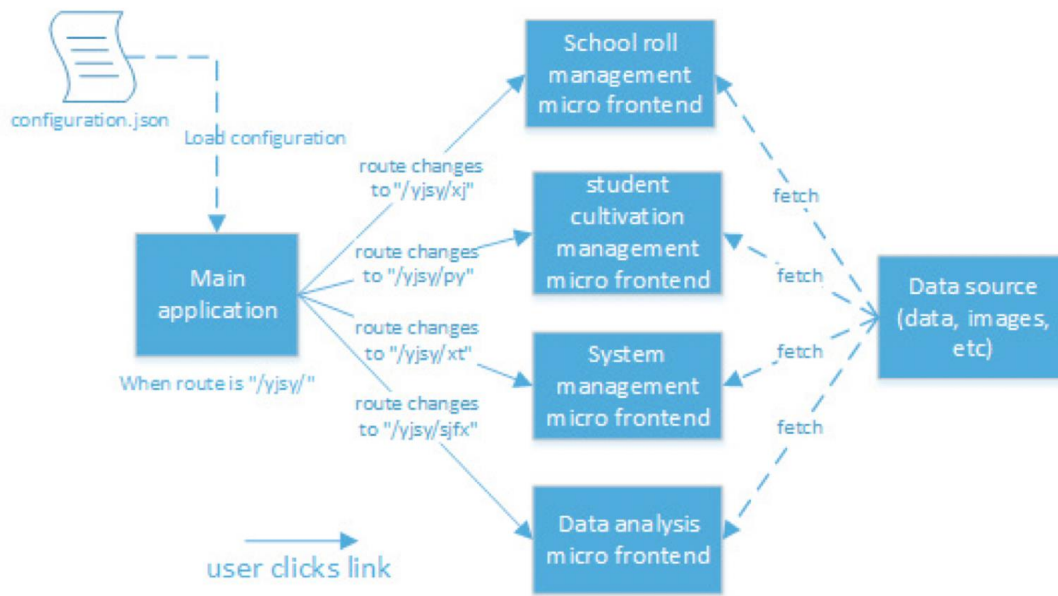 configuration.json
Load configuration
Main
application
When route is "/yjsy/"
route changes
to "/yjsy/xj"
route changes
to "/yjsy/py"
route changes
to "/yjsy/xt"
route changes
to "/yjsy/sjfx"
School roll
management
micro frontend
student
cultivation
management
micro frontend
System
management
micro frontend
Data analysis
micro frontend
fetch
fetch
fetch
fetch
Data source
(data, images,
etc)
user clicks link